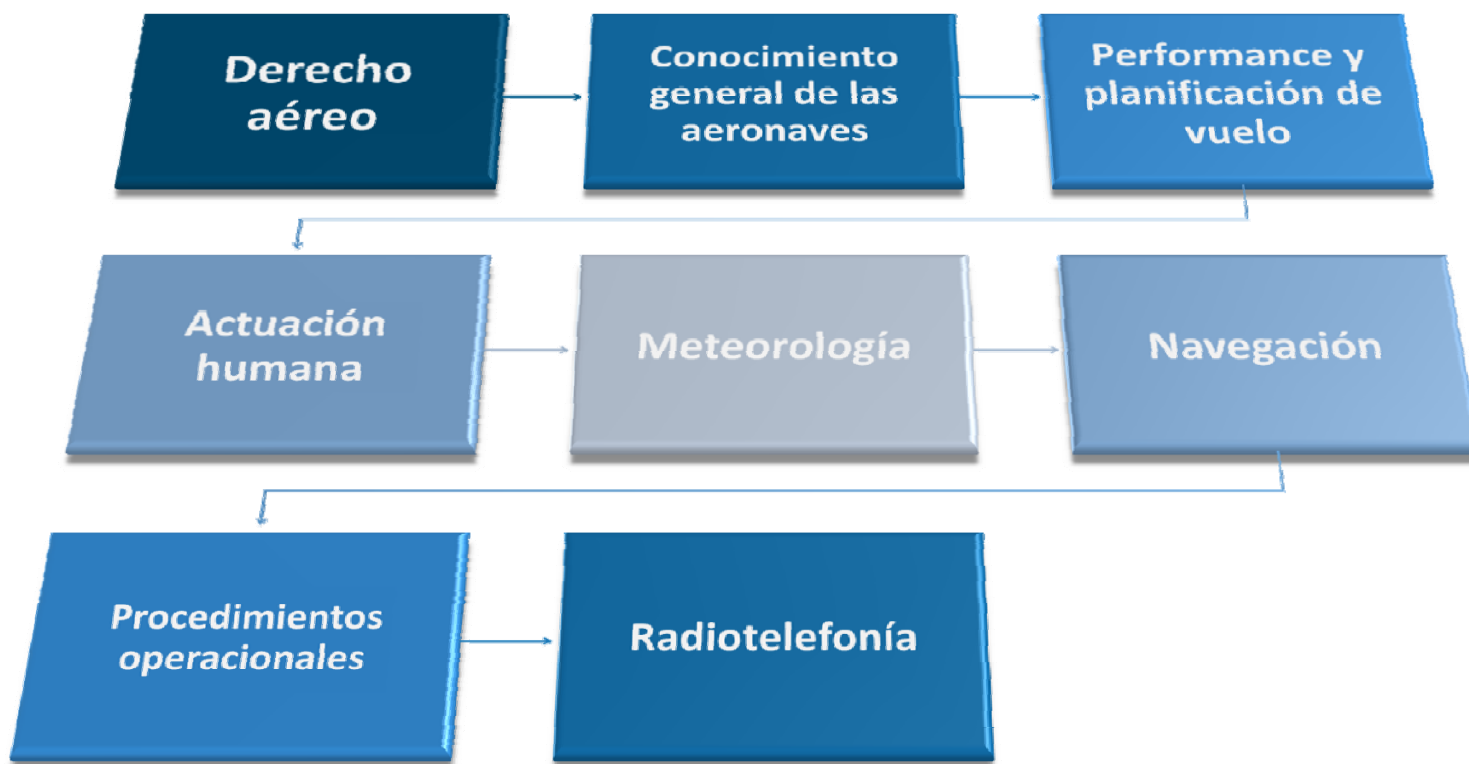 Derecho
aéreo
Conocimiento
general de las
aeronaves
Performance y
planificación de
vuelo
Actuación
humana
Meteorología
Navegación
Procedimientos
operacionales
Radiotelefonía